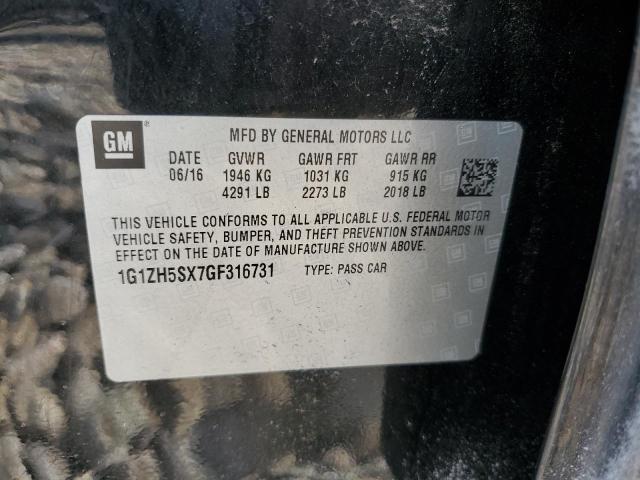 GM
®
MFD BY GENERAL MOTORS LLC
DATE GVWR GAWR FRT GAWR RR
06/16 1946 KG 1031 KG 915 KG
4291 LB 2273 LB 2018 LB
THIS VEHICLE CONFORMS TO ALL APPLICABLE U.S. FEDERAL MOTOR
VEHICLE SAFETY, BUMPER, AND THEFT PREVENTION STANDARDS IN
EFFECT ON THE DATE OF MANUFACTURE SHOWN ABOVE.
1G1ZH5SX7GF316731 TYPE: PASS CAR